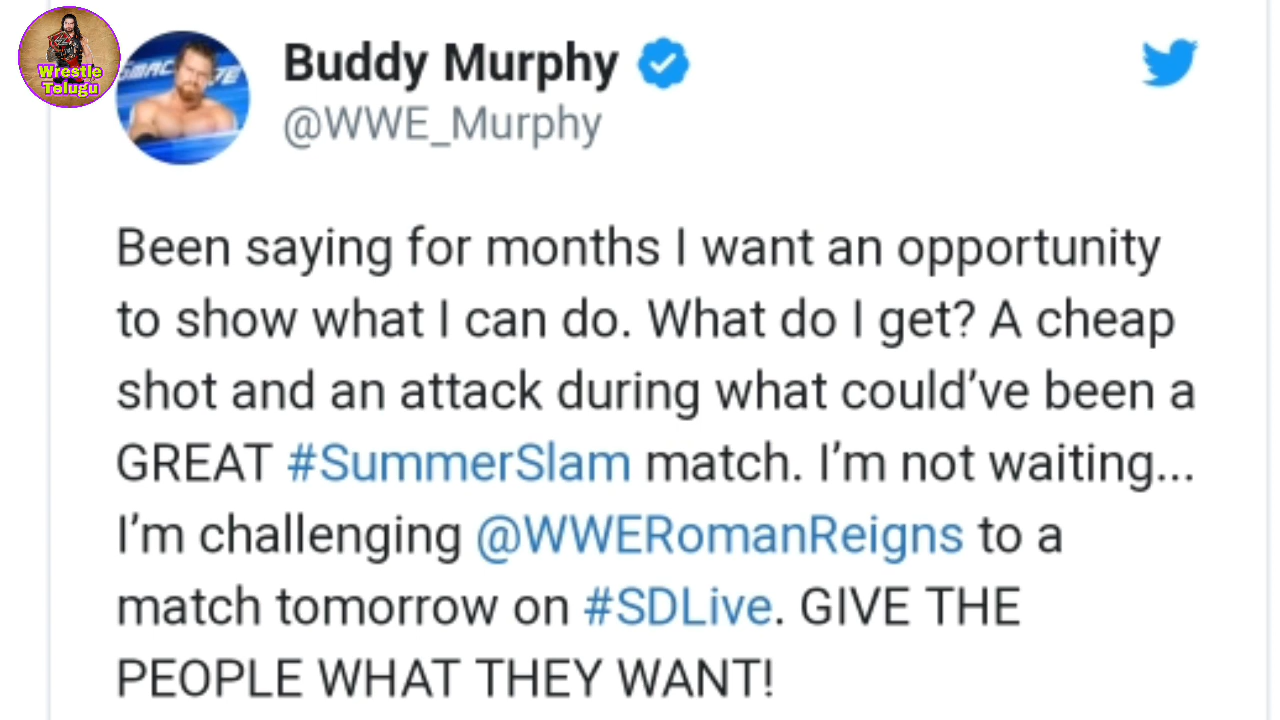 Wrestle
Telugu
Buddy Murphy
@WWE_Murphy
Been saying for months I want an opportunity
to show what I can do. What do I get? A cheap
shot and an attack during what could’ve been a
GREAT #SummerSlam match. I’m not waiting...
I’m challenging @WWERomanReigns to a
match tomorrow on #SDLive. GIVE THE
PEOPLE WHAT THEY WANT!